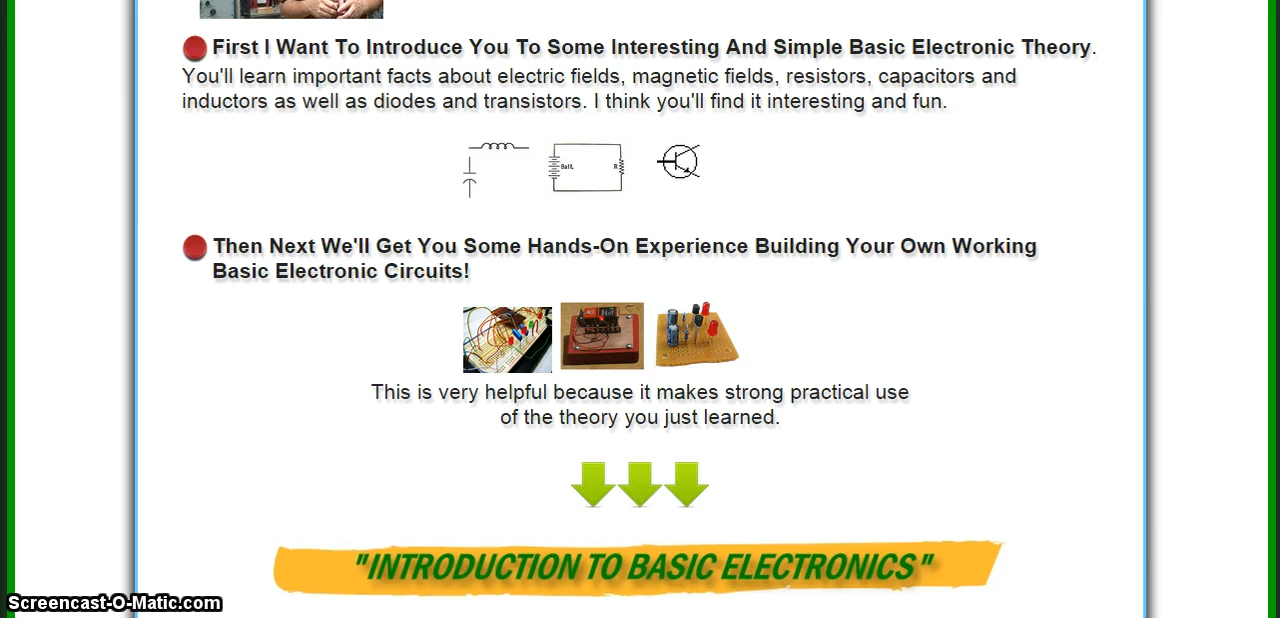 First I Want To Introduce You To Some Interesting And Simple Basic Electronic Theory.
You'll learn important facts about electric fields, magnetic fields, resistors, capacitors and
inductors as well as diodes and transistors. I think you'll find it interesting and fun.
Batt.
R
Then Next We'll Get You Some Hands-On Experience Building Your Own Working
Basic Electronic Circuits!
This is very helpful because it makes strong practical use
of the theory you just learned.
"INTRODUCTION TO BASIC ELECTRONICS"
Screencast-O-Matic.com